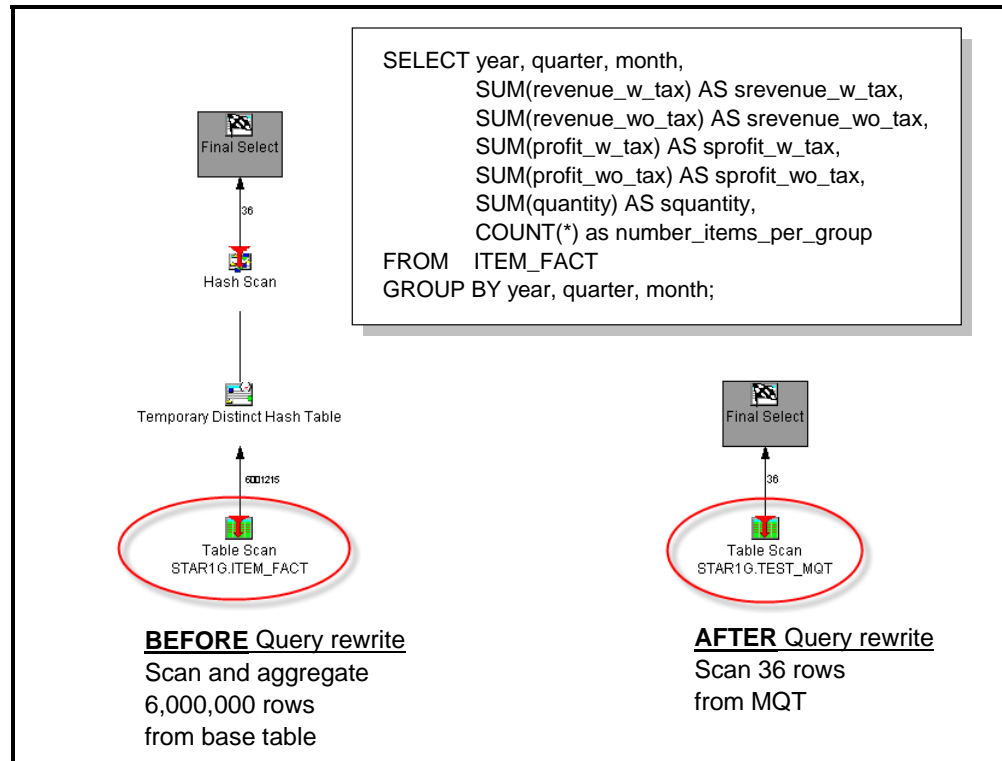 SELECT year, quarter, month,
SUM(revenue_w_tax) AS srevenue_w_tax,
SUM(revenue_wo_tax) AS srevenue_wo_tax,
SUM(profit_w_tax) AS sprofit_w_tax,
SUM(profit_wo_tax) AS sprofit_wo_tax,
SUM(quantity) AS squantity,
COUNT(*) as number_items_per_group
FROM ITEM_FACT
GROUP BY year, quarter, month;
Final Select
36
Hash Scan
Temporary Distinct Hash Table
Table Scan
STAR1G.ITEM_FACT
BEFORE Query rewrite
Scan and aggregate
6,000,000 rows
from base table
Final Select
36
Table Scan
STAR1G.TEST_MQT
AFTER Query rewrite
Scan 36 rows
from MQT